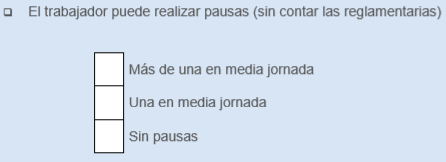 El trabajador puede realizar pausas (sin contar las reglamentarias)
Más de una en media jornada
Una en media jornada
Sin pausas